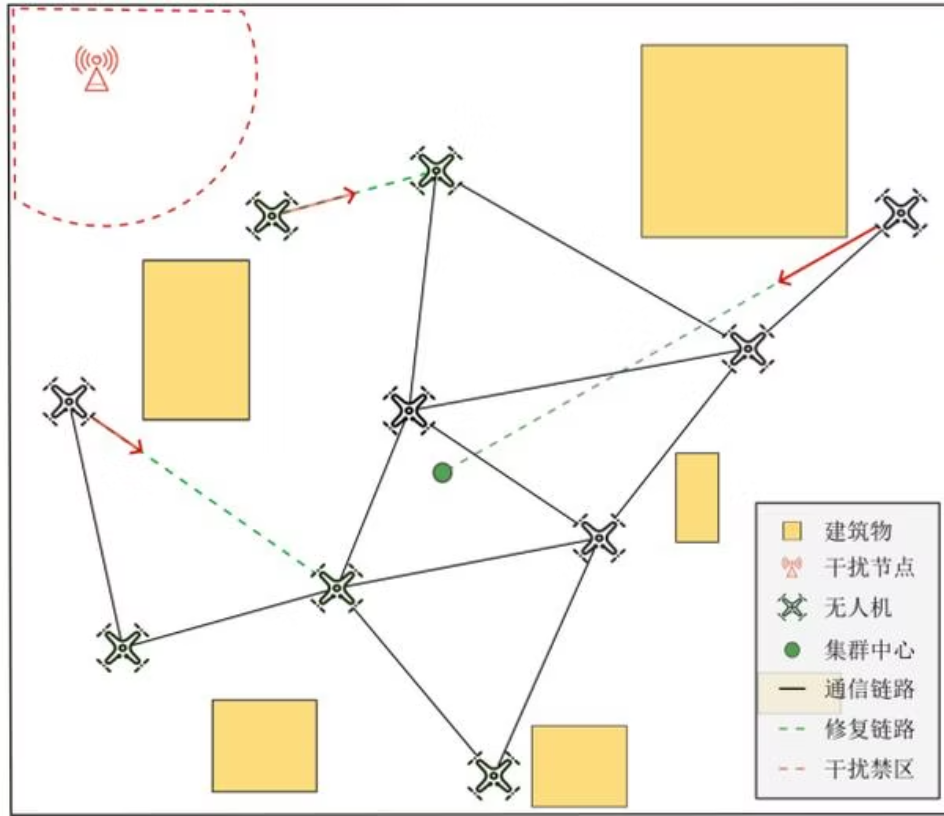 建筑物
干扰节点
无人机
集群中心
通信链路
修复链路
干扰禁区